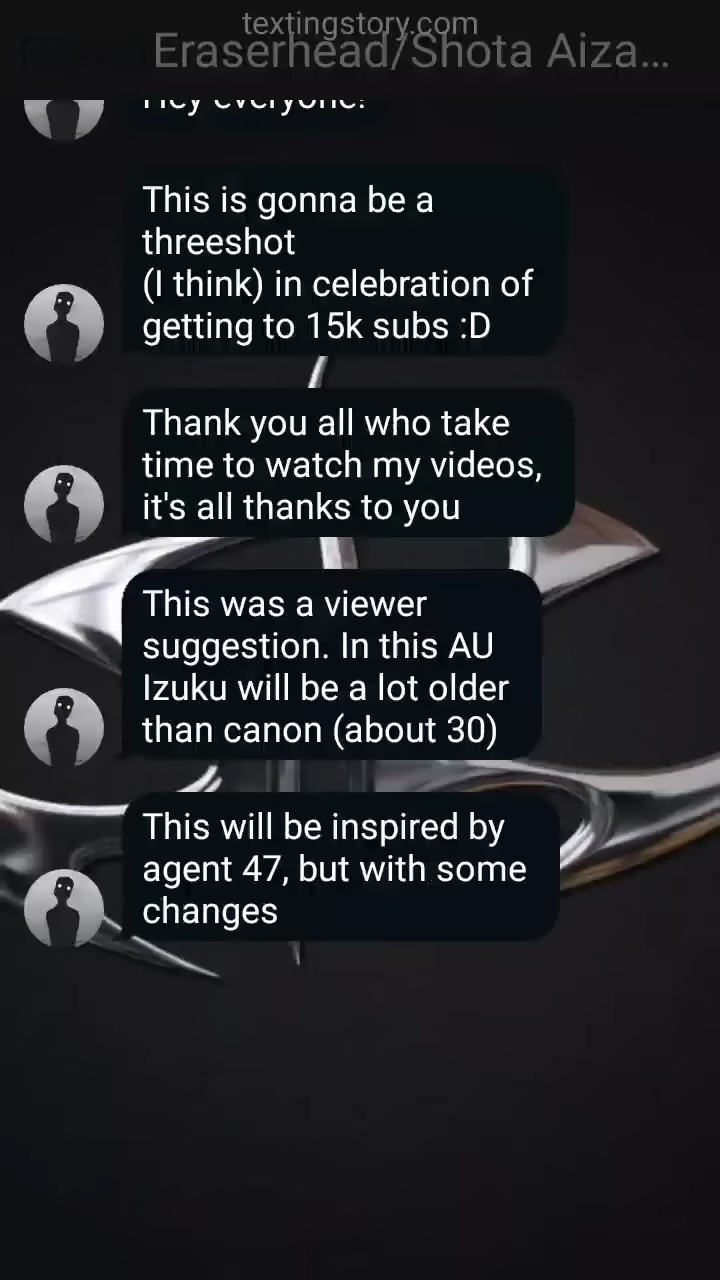 textingstory.com
Eraserhead/Shota Aiza...
Hey everyone!
This is gonna be a
threeshot
(I think) in celebration of
getting to 15k subs :D
Thank you all who take
time to watch my videos,
it's all thanks to you
This was a viewer
suggestion. In this AU
Izuku will be a lot older
than canon (about 30)
This will be inspired by
agent 47, but with some
changes